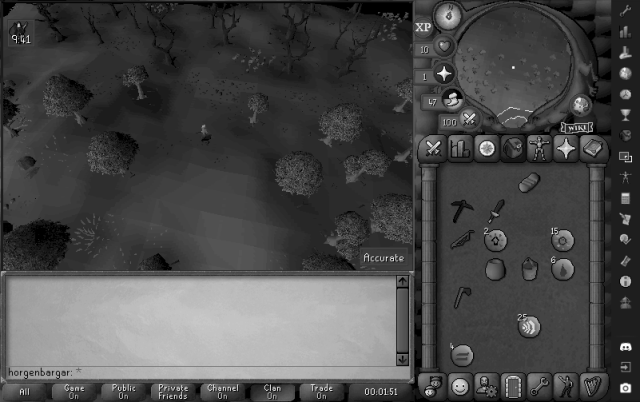 9:41
XP
10
1
47
100
WIKI
2
15
6
25
Accurate
horgenbargar: *
All
Game
On
Public
On
Private
Friends
Channel
On
Clan
On
Trade
On
00:01:51